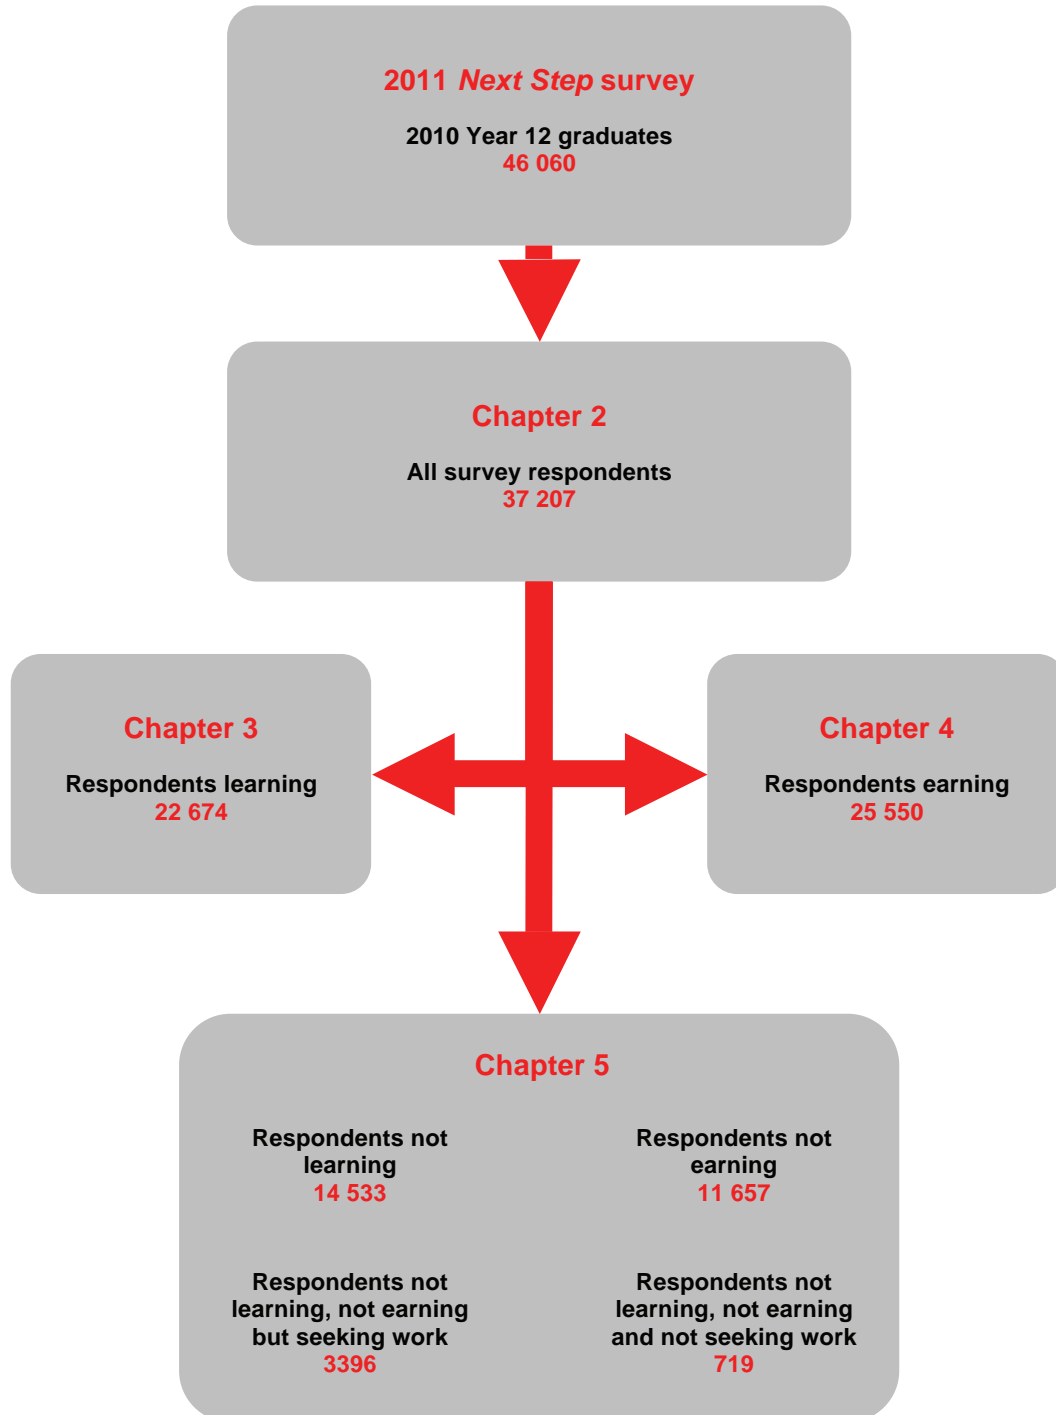 2011 Next Step survey
2010 Year 12 graduates
46 060
Chapter 2
All survey respondents
37 207
Chapter 3
Respondents learning
22 674
Chapter 4
Respondents earning
25 550
Chapter 5
Respondents not
learning
14 533
Respondents not
earning
11 657
Respondents not
learning, not earning
but seeking work
3396
Respondents not
learning, not earning
and not seeking work
719